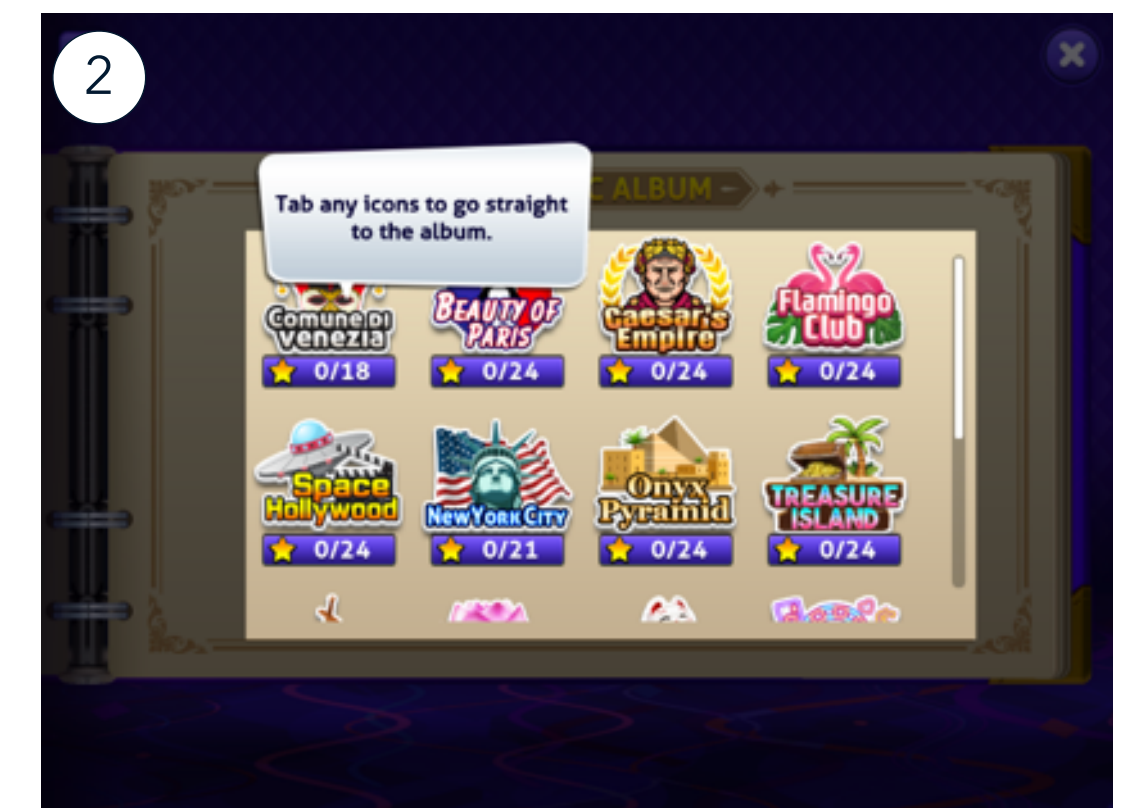 2
ALBUM
Tab any icons to go straight
to the album.
Comune di
Venezia
Beauty of
Paris
Caesar's
Empire
Flamingo
Club
0/18
0/24
0/24
0/24
Space
Hollywood
New York City
Onyx
Pyramid
TREASURE
ISLAND
0/24
0/21
0/24
0/24